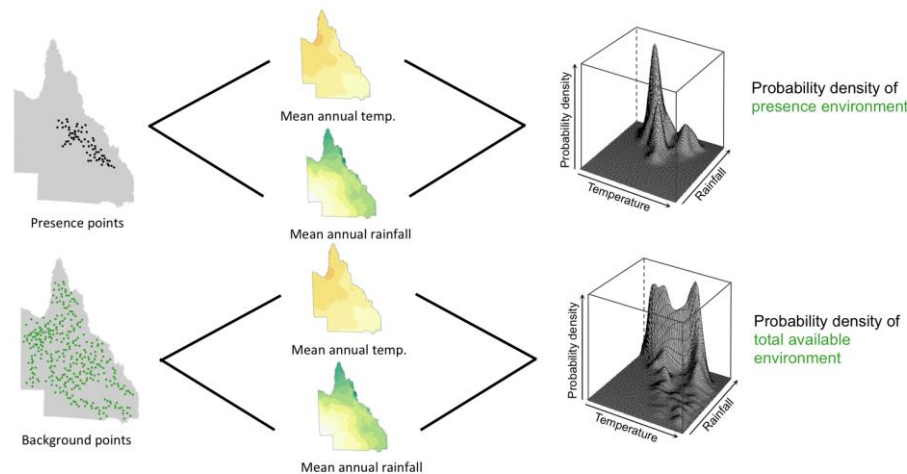 Presence points
Mean annual temp.
Mean annual rainfall
Probability density
Temperature
Rainfall
Probability density of
presence environment
Background points
Mean annual temp.
Mean annual rainfall
Probability density
Temperature
Rainfall
Probability density of
total available
environment